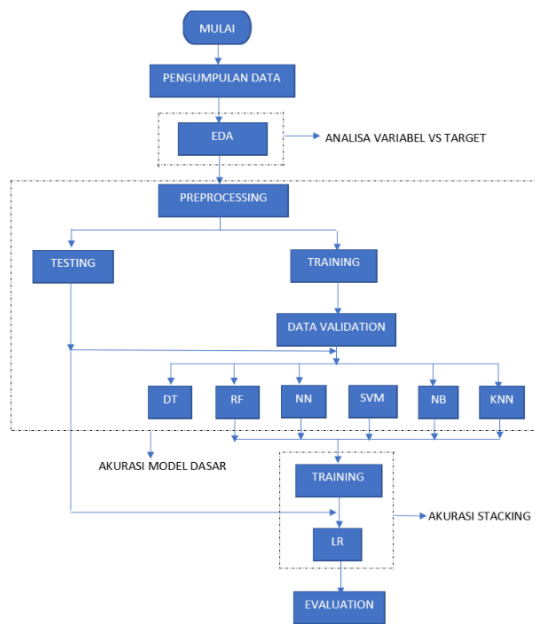 MULAI
PENGUMPULAN DATA
EDA
ANALISA VARIABEL VS TARGET
PREPROCESSING
TESTING
TRAINING
DATA VALIDATION
DT
RF
NN
SVM
NB
KNN
AKURASI MODEL DASAR
TRAINING
AKURASI STACKING
LR
EVALUATION